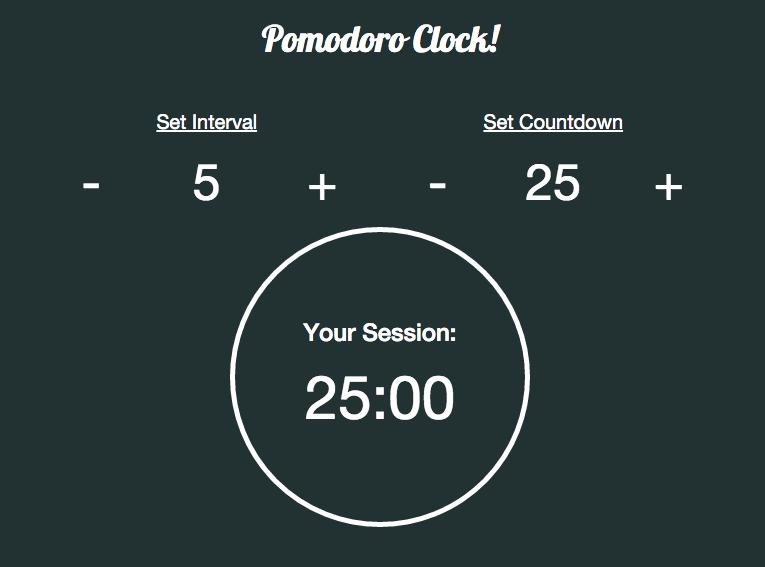 Pomodoro Clock!
Set Interval Set Countdown
- 5 + - 25 +
Your Session:
25:00